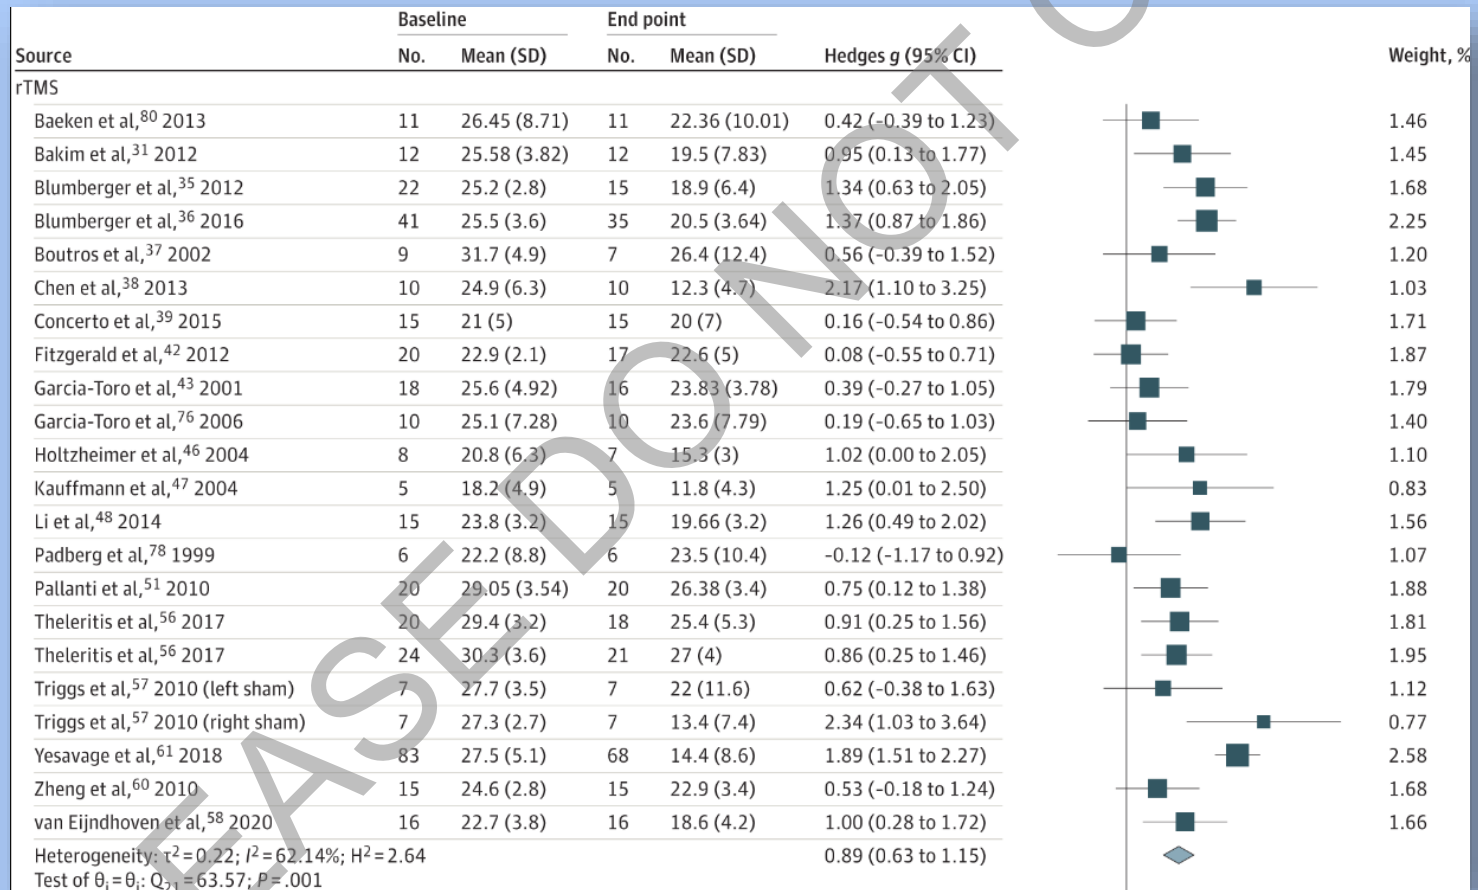 Baseline End point
Source No. Mean (SD) No. Mean (SD) Hedges g (95% CI) Weight, %
rTMS
Baeken et al,80 2013 11 26.45 (8.71) 11 22.36 (10.01) 0.42 (–0.39 to 1.23) 1.46
Bakim et al,31 2012 12 25.58 (3.82) 12 19.5 (7.83) 0.95 (0.13 to 1.77) 1.45
Blumberger et al,35 2012 22 25.2 (2.8) 15 18.9 (6.4) 1.34 (0.63 to 2.05) 1.68
Blumberger et al,36 2016 41 25.5 (3.6) 35 20.5 (3.64) 1.37 (0.87 to 1.86) 2.25
Boutros et al,37 2002 9 31.7 (4.9) 7 26.4 (12.4) 0.56 (–0.39 to 1.52) 1.20
Chen et al,38 2013 10 24.9 (6.3) 10 12.3 (4.7) 2.17 (1.10 to 3.25) 1.03
Concerto et al,39 2015 15 21 (5) 15 20 (7) 0.16 (–0.54 to 0.86) 1.71
Fitzgerald et al,42 2012 20 22.9 (2.1) 17 22.6 (5) 0.08 (–0.55 to 0.71) 1.87
Garcia-Toro et al,43 2001 18 25.6 (4.92) 16 23.83 (3.78) 0.39 (–0.27 to 1.05) 1.79
Garcia-Toro et al,76 2006 10 25.1 (7.28) 10 23.6 (7.79) 0.19 (–0.65 to 1.03) 1.40
Holtzheimer et al,46 2004 8 20.8 (6.3) 7 15.3 (3) 1.02 (0.00 to 2.05) 1.10
Kauffmann et al,47 2004 5 18.2 (4.9) 5 11.8 (4.3) 1.25 (0.01 to 2.50) 0.83
Li et al,48 2014 15 23.8 (3.2) 15 19.66 (3.2) 1.26 (0.49 to 2.02) 1.56
Padberg et al,78 1999 6 22.2 (8.8) 6 23.5 (10.4) –0.12 (–1.17 to 0.92) 1.07
Pallanti et al,51 2010 20 29.05 (3.54) 20 26.38 (3.4) 0.75 (0.12 to 1.38) 1.88
Theleritis et al,56 2017 20 29.4 (3.2) 18 25.4 (5.3) 0.91 (0.25 to 1.56) 1.81
Theleritis et al,56 2017 24 30.3 (3.6) 21 27 (4) 0.86 (0.25 to 1.46) 1.95
Triggs et al,57 2010 (left sham) 7 27.7 (3.5) 7 22 (11.6) 0.62 (–0.38 to 1.63) 1.12
Triggs et al,57 2010 (right sham) 7 27.3 (2.7) 7 13.4 (7.4) 2.34 (1.03 to 3.64) 0.77
Yesavage et al,61 2018 83 27.5 (5.1) 68 14.4 (8.6) 1.89 (1.51 to 2.27) 2.58
Zheng et al,60 2010 15 24.6 (2.8) 15 22.9 (3.4) 0.53 (–0.18 to 1.24) 1.68
van Eijndhoven et al,58 2020 16 22.7 (3.8) 16 18.6 (4.2) 1.00 (0.28 to 1.72) 1.66
Heterogeneity: τ2=0.22; I2=62.14%; H2=2.64 0.89 (0.63 to 1.15)
Test of θi=θj: Q21=63.57; P=.001
EASE DO NOT